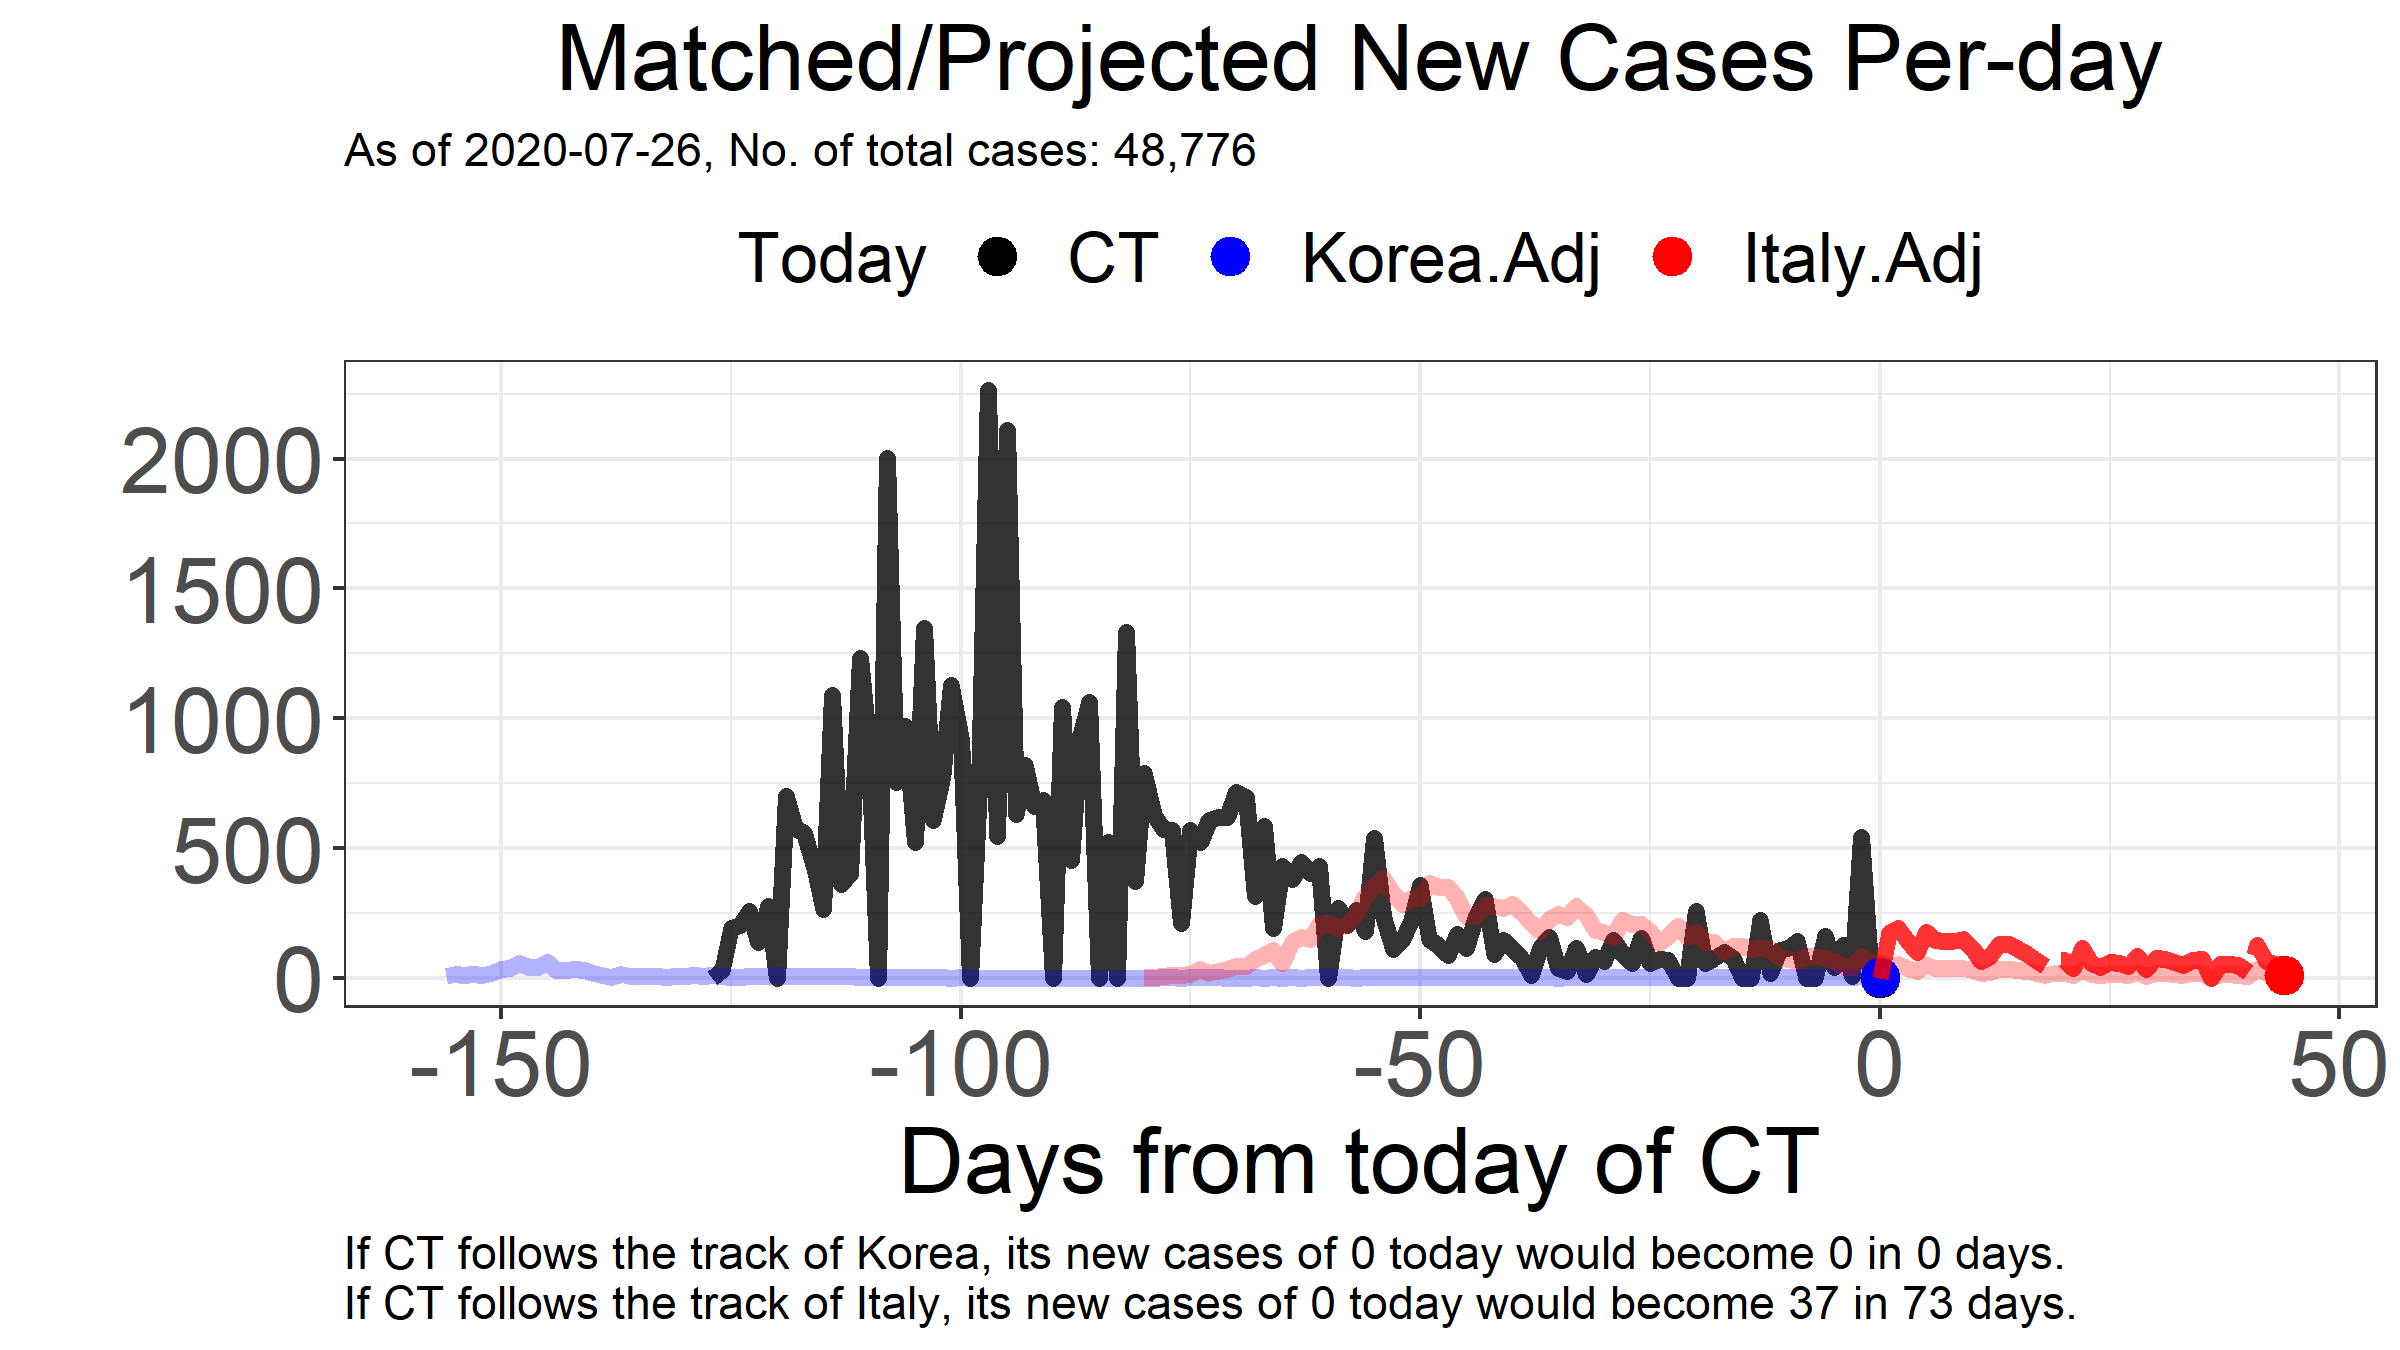 Matched/Projected New Cases Per-day
As of 2020-07-26, No. of total cases: 48,776
Today CT Korea.Adj Italy.Adj
2000
1500
1000
500
0
-150 -100 -50 0 50
Days from today of CT
If CT follows the track of Korea, its new cases of 0 today would become 0 in 0 days.
If CT follows the track of Italy, its new cases of 0 today would become 37 in 73 days.